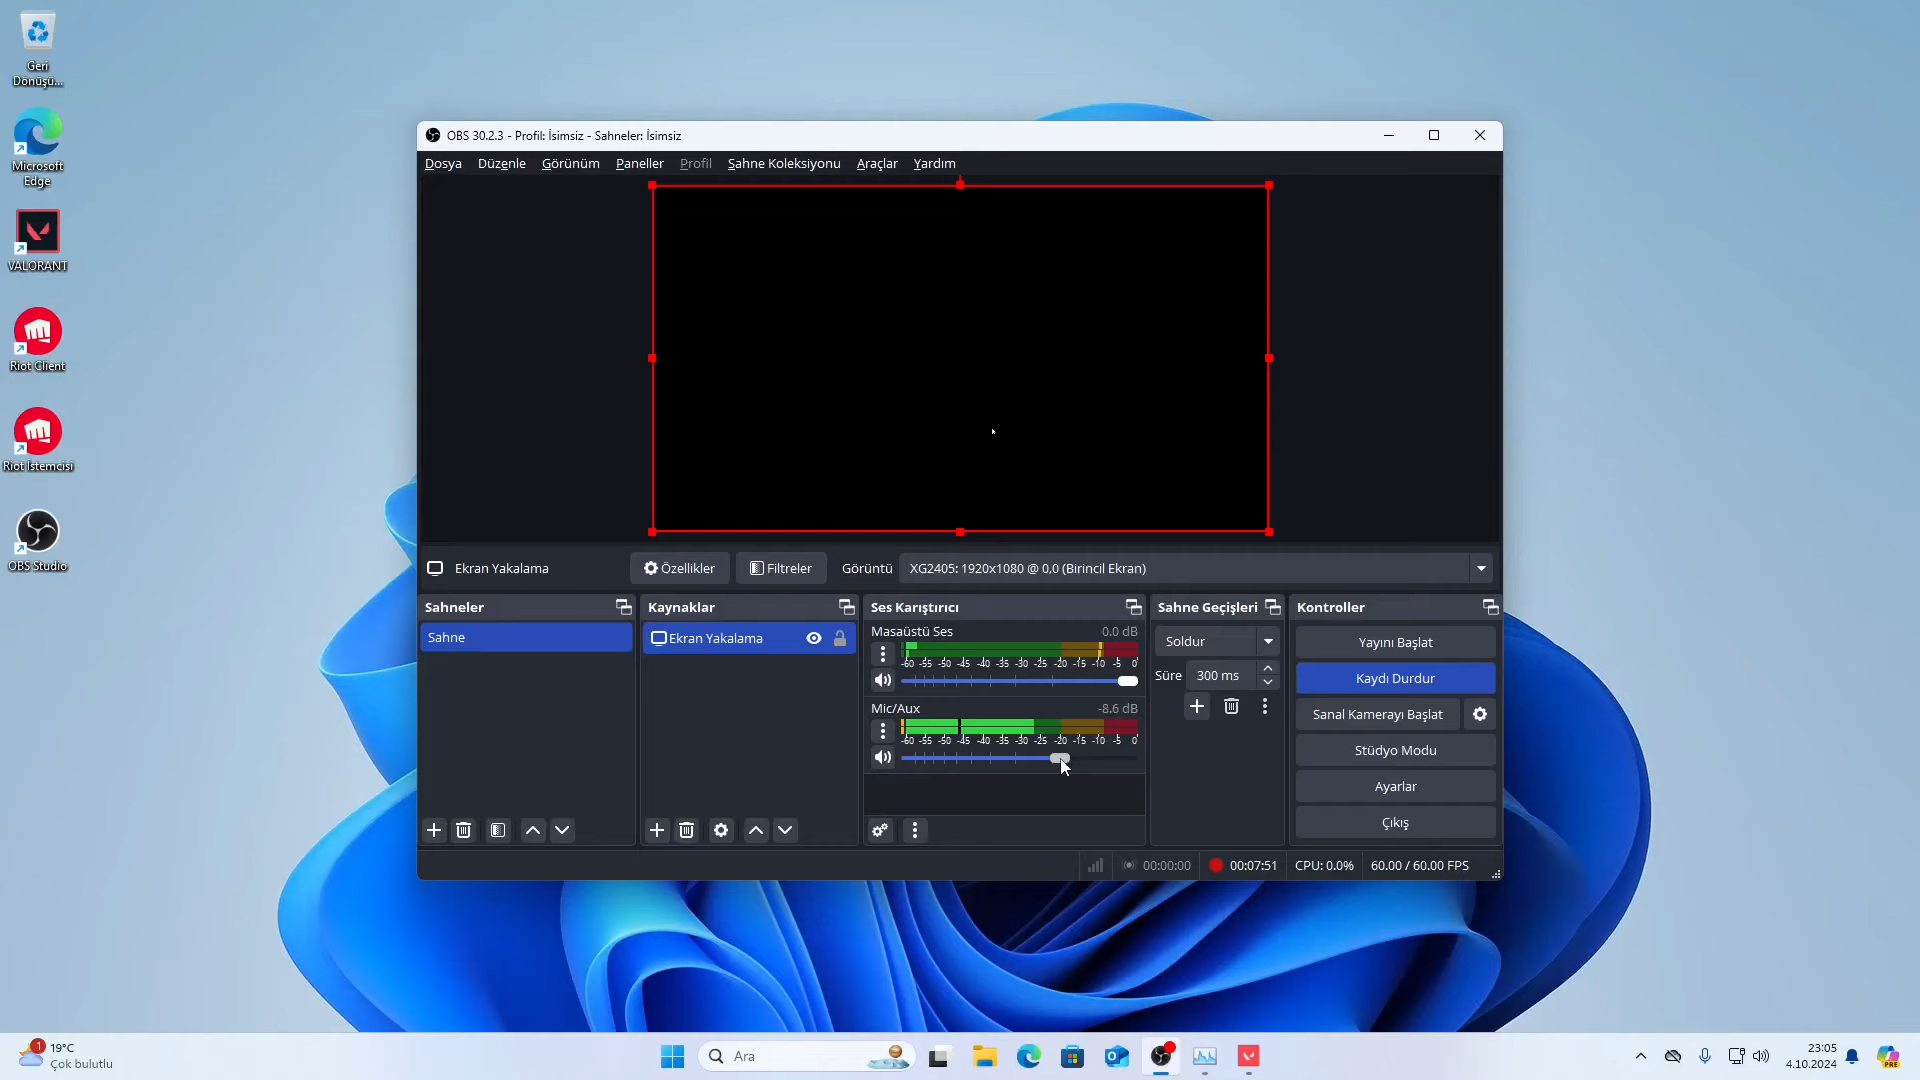 Geri
Dönüşü...
Microsoft
Edge
VALORANT
Riot Client
Riot İstemcisi
OBS Studio
OBS 30.2.3 - Profil: İsimsiz - Sahneler: İsimsiz
Dosya Düzenle Görünüm Paneller Profil Sahne Koleksiyonu Araçlar Yardım
Ekran Yakalama Özellikler Filtreler Görüntü XG2405: 1920x1080 @ 0,0 (Birincil Ekran)
Sahneler
Sahne
Kaynaklar
Ekran Yakalama
Ses Karıştırıcı
Masaüstü Ses 0.0 dB
-60 -55 -50 -45 -40 -35 -30 -25 -20 -15 -10 -5 0
Mic/Aux -8.6 dB
-60 -55 -50 -45 -40 -35 -30 -25 -20 -15 -10 -5 0
Sahne Geçişleri
Soldur
Süre 300 ms
Kontroller
Yayını Başlat
Kaydı Durdur
Sanal Kamerayı Başlat
Stüdyo Modu
Ayarlar
Çıkış
00:00:00 00:07:51 CPU: 0.0% 60.00 / 60.00 FPS
1
19°C
Çok bulutlu
Ara
23:05
4.10.2024
PRE